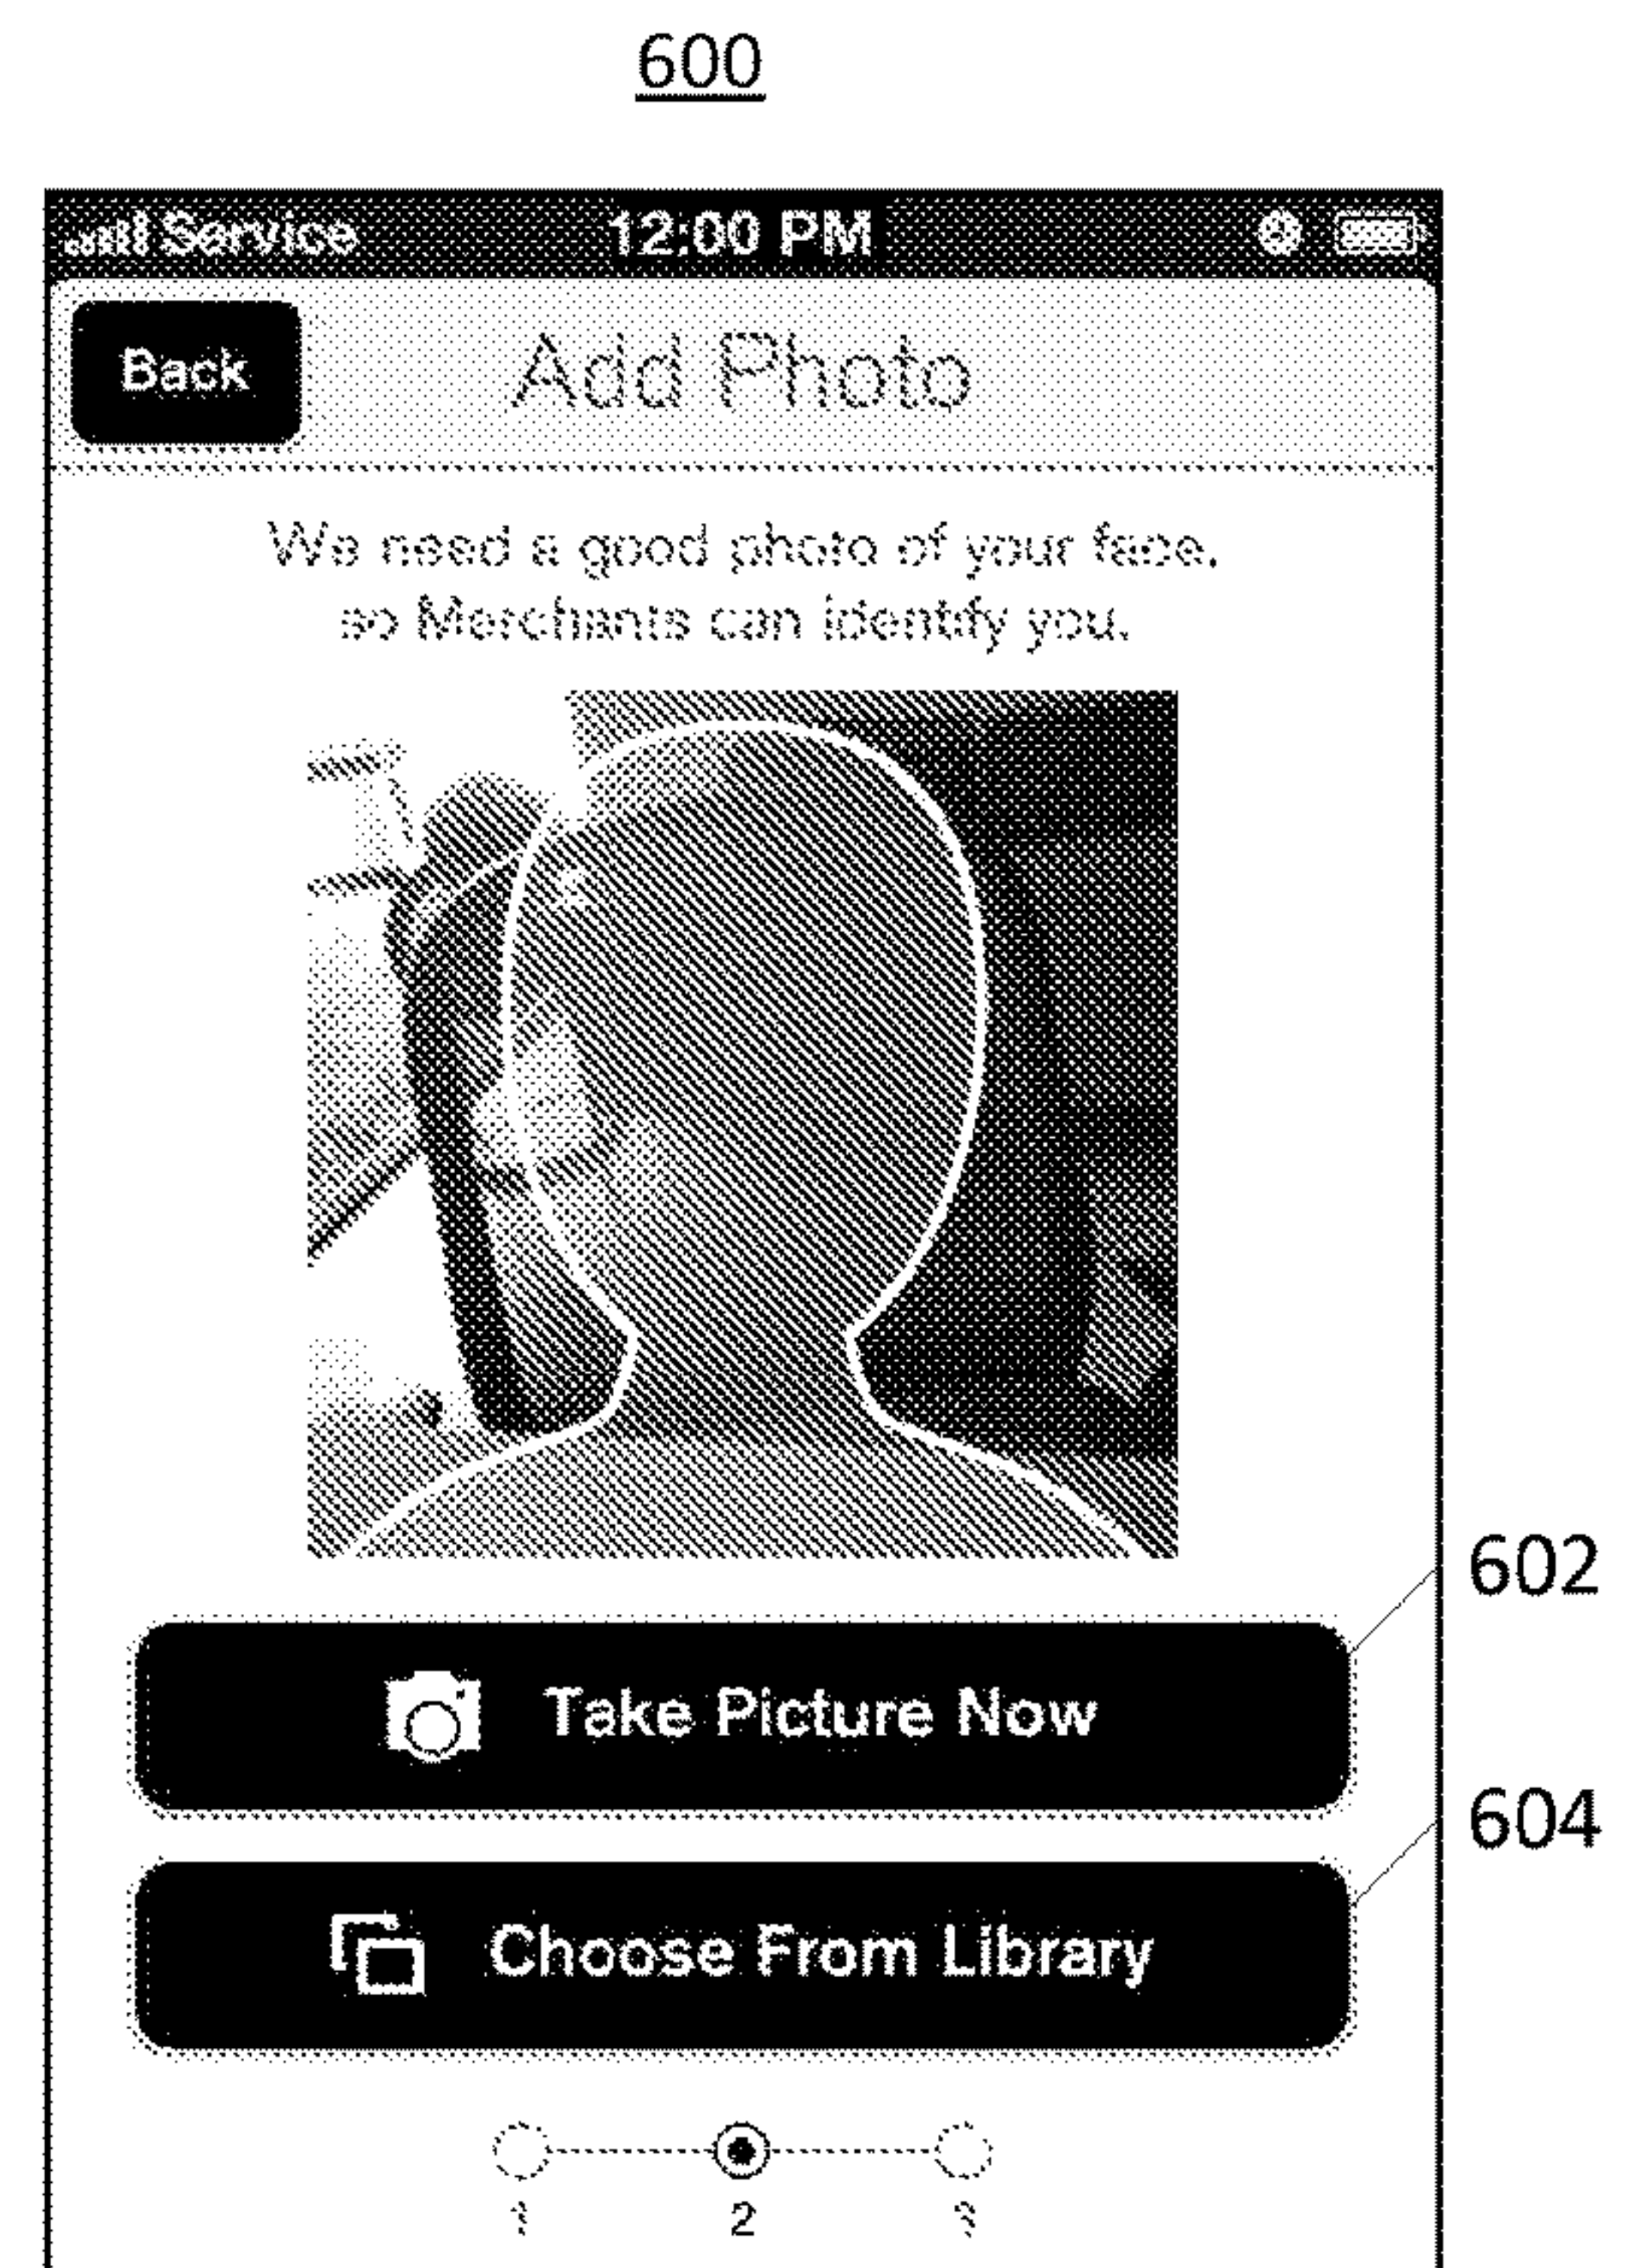 600
Service 12:00 PM
Back Add Photo
We need a good photo of your face,
so Merchants can identify you.
602
Take Picture Now
604
Choose From Library
1 2 3